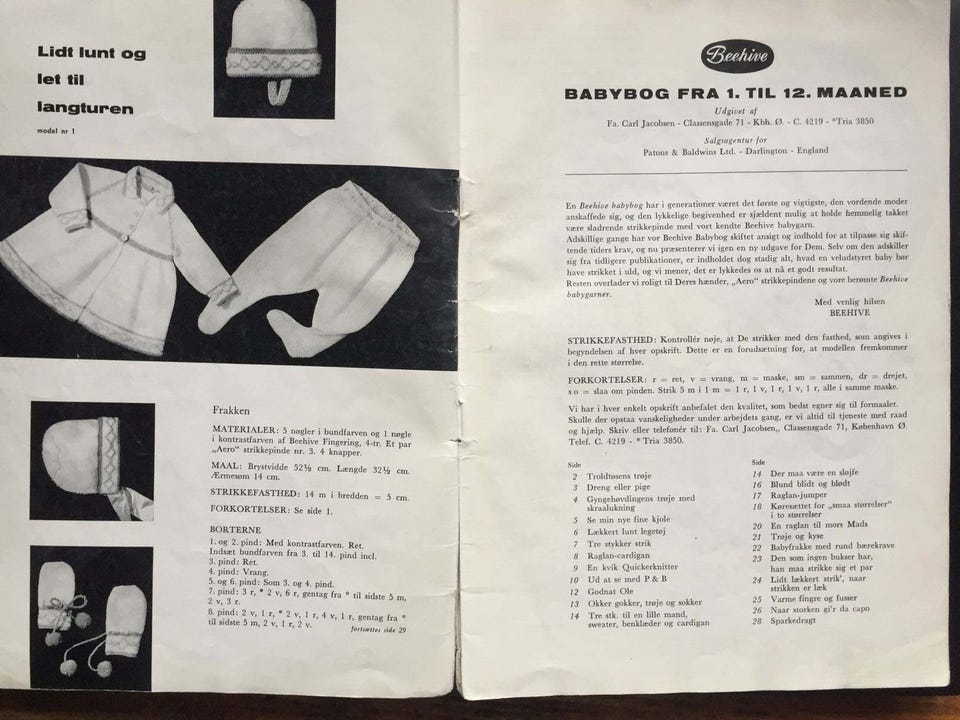 Lidt lunt og
let til
langturen
model nr 1
Frakken
MATERIALER: 5 nøgler i bundfarven og 1 nøgle
i kontrastfarven af Beehive Fingering, 4-tr. Et par
„Aero" strikkepinde nr. 3. 4 knapper.
MAAL: Brystvidde 52½ cm. Længde 32½ cm.
Ærmesøm 14 cm.
STRIKKEFASTHED: 14 m i bredden = 5 cm.
FORKORTELSER: Se side 1.
BORTERNE
1. og 2. pind: Med kontrastfarven. Ret.
Indsæt bundfarven fra 3. til 14. pind incl.
3. pind: Ret.
4. pind: Vrang.
5. og 6. pind: Som 3. og 4. pind.
7. pind: 3 r, * 2 v, 6 r, gentag fra * til sidste 5 m,
2 v, 3 r.
8. pind: 2 v, 1 r, * 2 v, 1 r, 4 v, 1 r, gentag fra *
til sidste 5 m, 2 v, 1 r, 2 v.
fortsættes side 29
Beehive
BABYBOG FRA 1. TIL 12. MAANED
Udgivet af
Fa. Carl Jacobsen - Classensgade 71 - Kbh. Ø. - C. 4219 - *Tria 3850
Salgsagentur for
Patons & Baldwins Ltd. - Darlington - England
En Beehive babybog har i generationer været det første og vigtigste, den vordende moder
anskaffede sig, og den lykkelige begivenhed er sjældent mulig at holde hemmelig takket
være sladrende strikkepinde med vort kendte Beehive babygarn.
Adskillige gange har vor Beehive Babybog skiftet ansigt og indhold for at tilpasse sig skif-
tende tiders krav, og nu præsenterer vi igen en ny udgave for Dem. Selv om den adskiller
sig fra tidligere publikationer, er indholdet dog stadig alt, hvad en veludstyret baby bør
have strikket i uld, og vi mener, det er lykkedes os at nå et godt resultat.
Resten overlader vi roligt til Deres hænder, „Aero" strikkepindene og vore berømte Beehive
babygarner.
Med venlig hilsen
BEEHIVE
STRIKKEFASTHED: Kontrollér nøje, at De strikker med den fasthed, som angives i
begyndelsen af hver opskrift. Dette er en forudsætning for, at modellen fremkommer
i den rette størrelse.
FORKORTELSER: r = ret, v = vrang, m = maske, sm = sammen, dr = drejet,
so = slaa om pinden. Strik 5 m i 1 m = 1 r, 1 v, 1 r, 1 v, 1 r, alle i samme maske.
Vi har i hver enkelt opskrift anbefalet den kvalitet, som bedst egner sig til formaalet.
Skulle der opstaa vanskeligheder under arbejdets gang, er vi altid til tjeneste med raad
og hjælp. Skriv eller telefonér til: Fa. Carl Jacobsen,, Classensgade 71, København Ø.
Telef. C. 4219 - * Tria 3850.
Side
2 Troldtøsens trøje
3 Dreng eller pige
4 Gyngehøvdingens trøje med
skraalukning
5 Se min nye fine kjole
6 Lækkert lunt legetøj
7 Tre stykker strik
8 Raglan-cardigan
9 En kvik Quickerknitter
10 Ud at se med P & B
12 Godnat Ole
13 Okker gokker, trøje og sokker
14 Tre stk. til en lille mand,
sweater, benklæder og cardigan
Side
14 Der maa være en sløjfe
16 Blund blidt og blødt
17 Raglan-jumper
18 Køresættet for „smaa størrelser"
i to størrelser
20 En raglan til mors Mads
21 Trøje og kyse
22 Babyfrakke med rund bærekrave
23 Den som ingen bukser har,
han maa strikke sig et par
24 Lidt lækkert strik', naar
strikken er læk
25 Varme fingre og fusser
26 Naar storken gi'r da capo
28 Sparkedragt